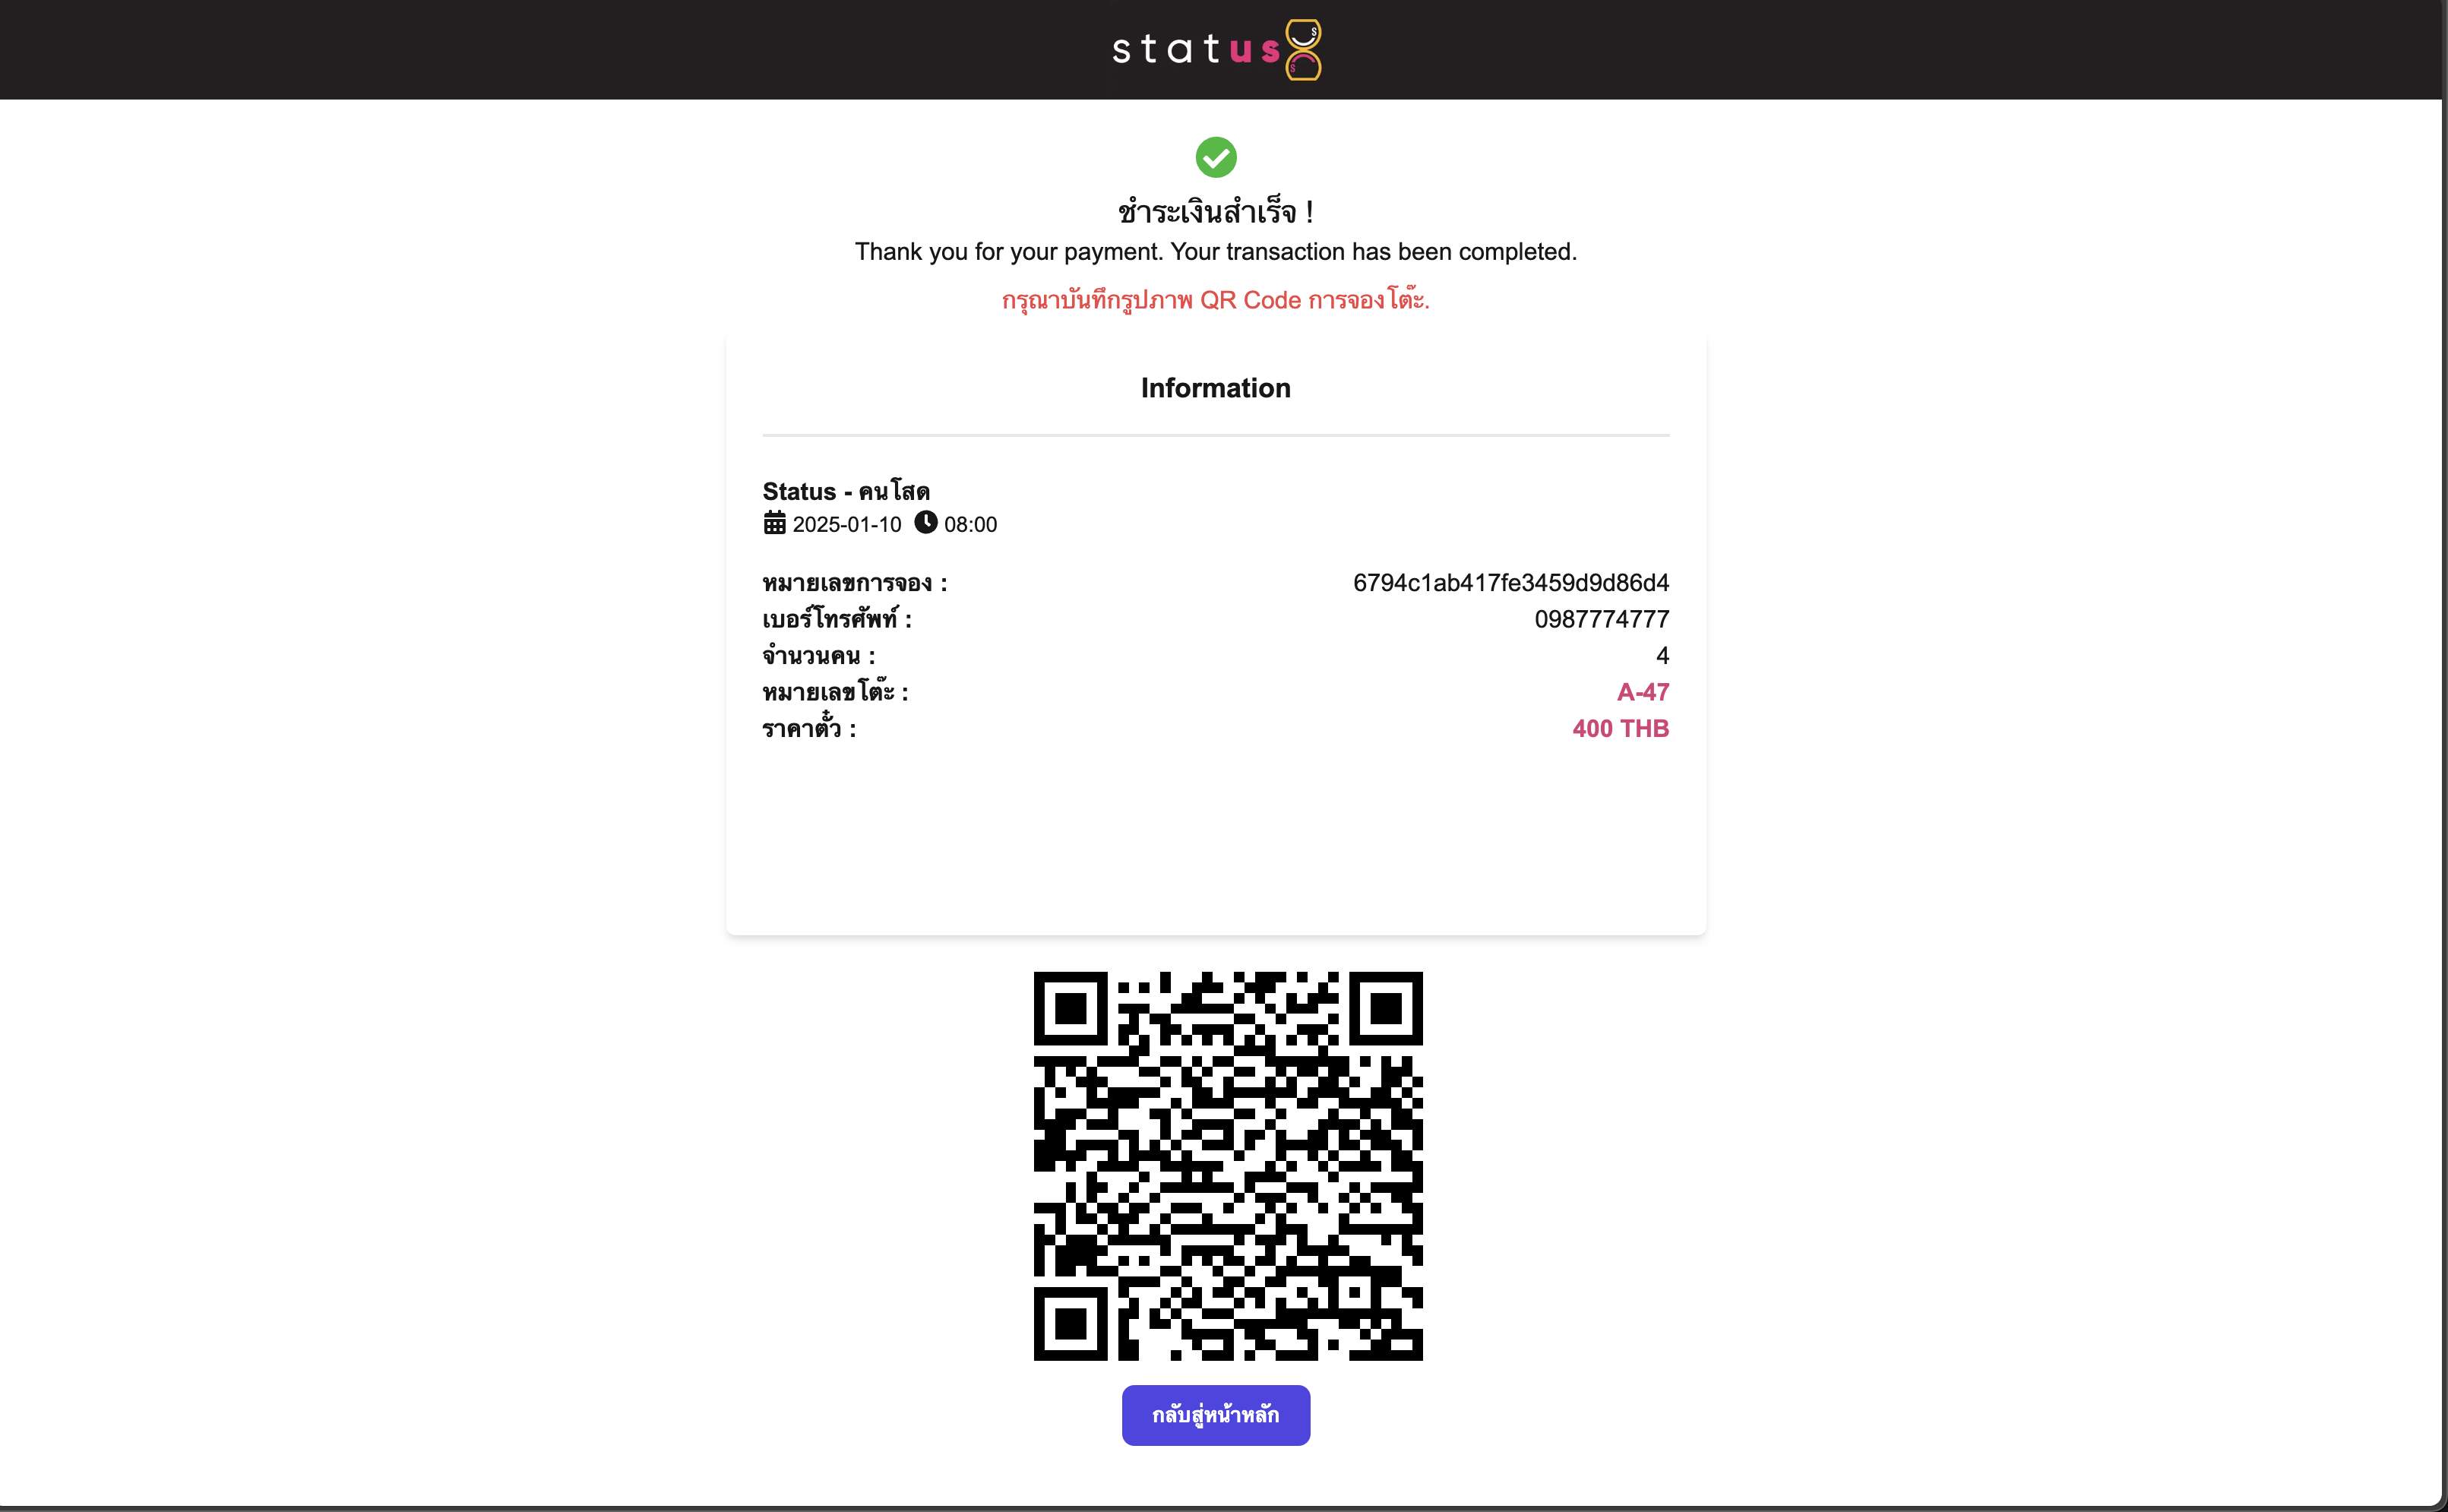 status
ชำระเงินสำเร็จ !
Thank you for your payment. Your transaction has been completed.
กรุณาบันทึกรูปภาพ QR Code การจองโต๊ะ.
Information
Status - คนโสด
2025-01-10 08:00
หมายเลขการจอง : 6794c1ab417fe3459d9d86d4
เบอร์โทรศัพท์ : 0987774777
จำนวนคน : 4
หมายเลขโต๊ะ : A-47
ราคาตั๋ว : 400 THB
กลับสู่หน้าหลัก